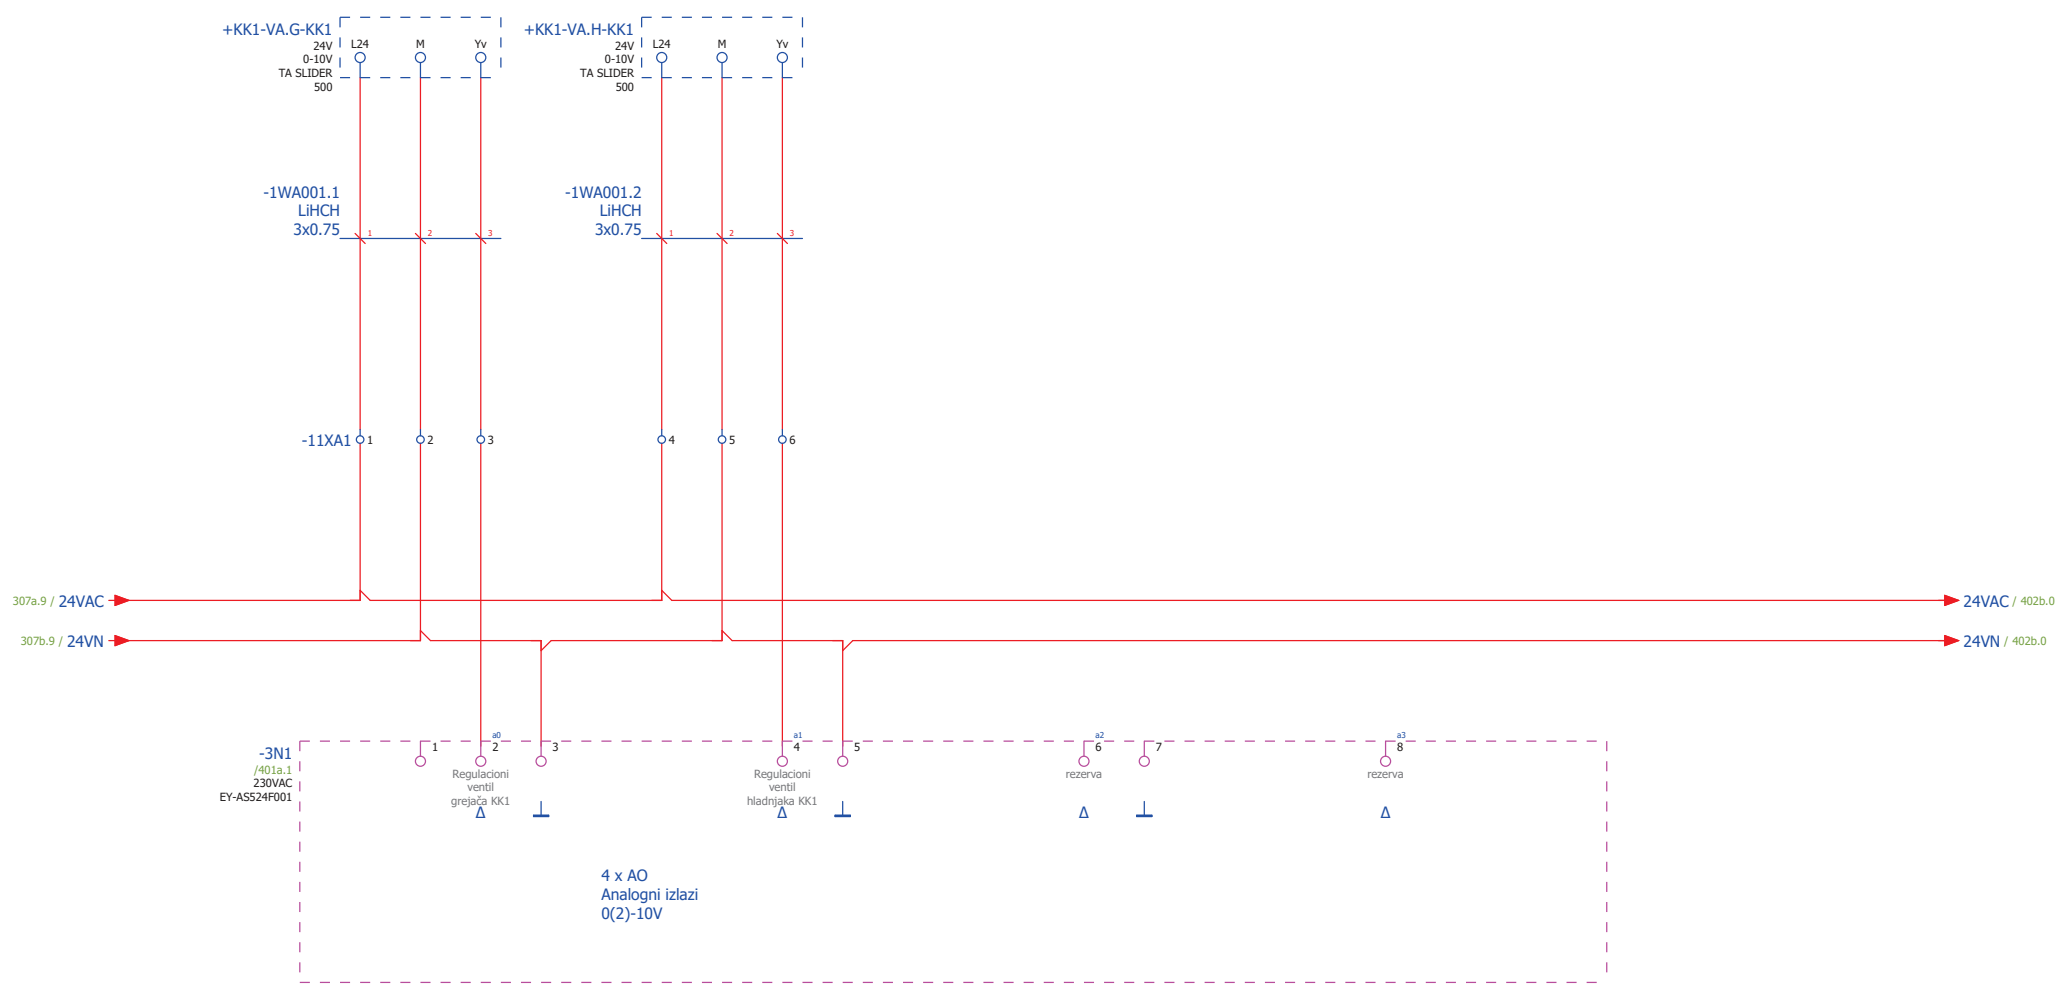 +KK1-VA.G-KK1
24V
0-10V
TA SLIDER
500
L24 M Yv
+KK1-VA.H-KK1
24V
0-10V
TA SLIDER
500
L24 M Yv
-1WA001.1
LiHCH
3x0.75
1 2 3
-1WA001.2
LiHCH
3x0.75
1 2 3
-11XA1 1 2 3 4 5 6
307a.9 / 24VAC
24VAC / 402b.0
307b.9 / 24VN
24VN / 402b.0
-3N1
/401a.1
230VAC
EY-AS524F001
a0 a1 a2 a3
1 2 3 4 5 6 7 8
Regulacioni
ventil
grejača KK1
Δ
Regulacioni
ventil
hladnjaka KK1
Δ
rezerva
Δ
rezerva
Δ
4 x AO
Analogni izlazi
0(2)-10V